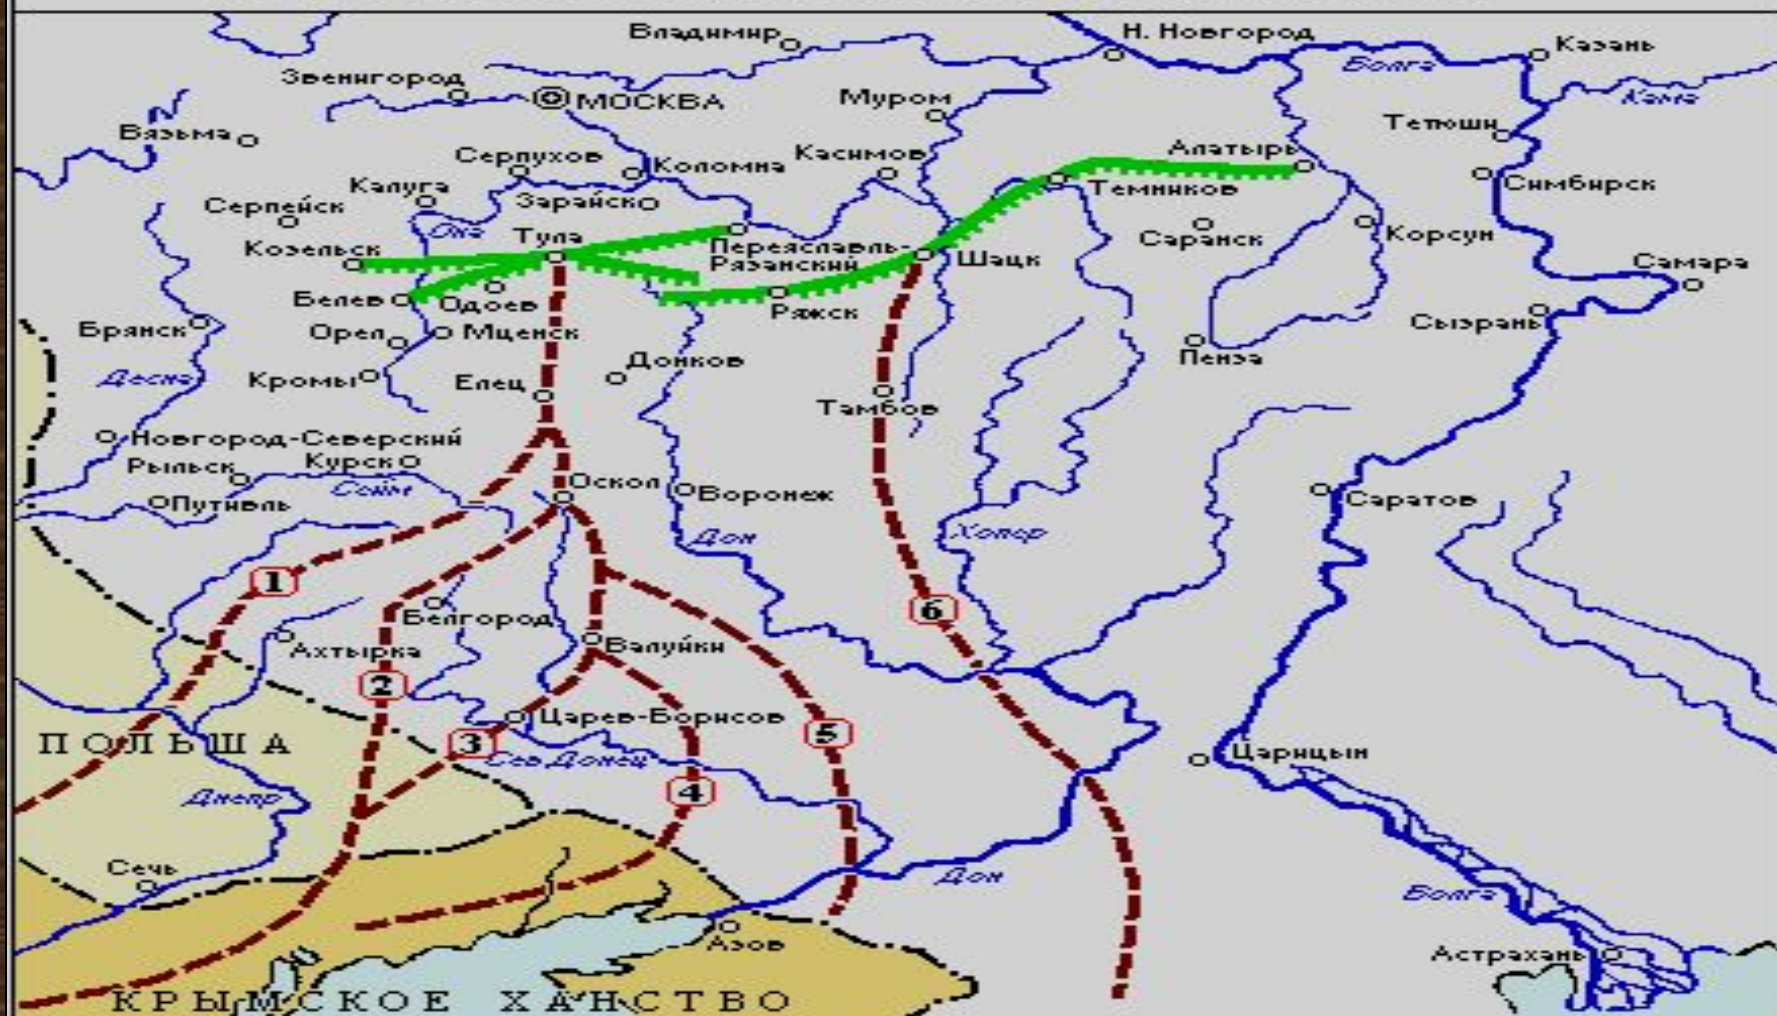 Владимир
Н. Новгород
Казань
Волга
Звенигород
МОСКВА
Муром
Кама
Вязьма
Тетюши
Серпухов
Коломна
Касимов
Алатырь
Калуга
Темников
Симбирск
Серпейск
Зарайск
Ока
Тула
Корсун
Козельск
Переяславль-
Рязанский
Шацк
Саранск
Самара
Белев
Одоев
Ряжск
Сызрань
Брянск
Орел
Мценск
Пенза
Донков
Десна
Кромы
Елец
Тамбов
Новгород-Северский
Рыльск
Курск
Сейм
Оскол
Воронеж
Саратов
Путивль
Дон
Хопер
1
6
Белгород
Ахтырка
Валуйки
2
Царев-Борисов
5
ПОЛЬША
3
Сев Донец
Царицын
4
Днепр
Сечь
Дон
Волга
Азов
Астрахань
КРЫМСКОЕ ХАНСТВО